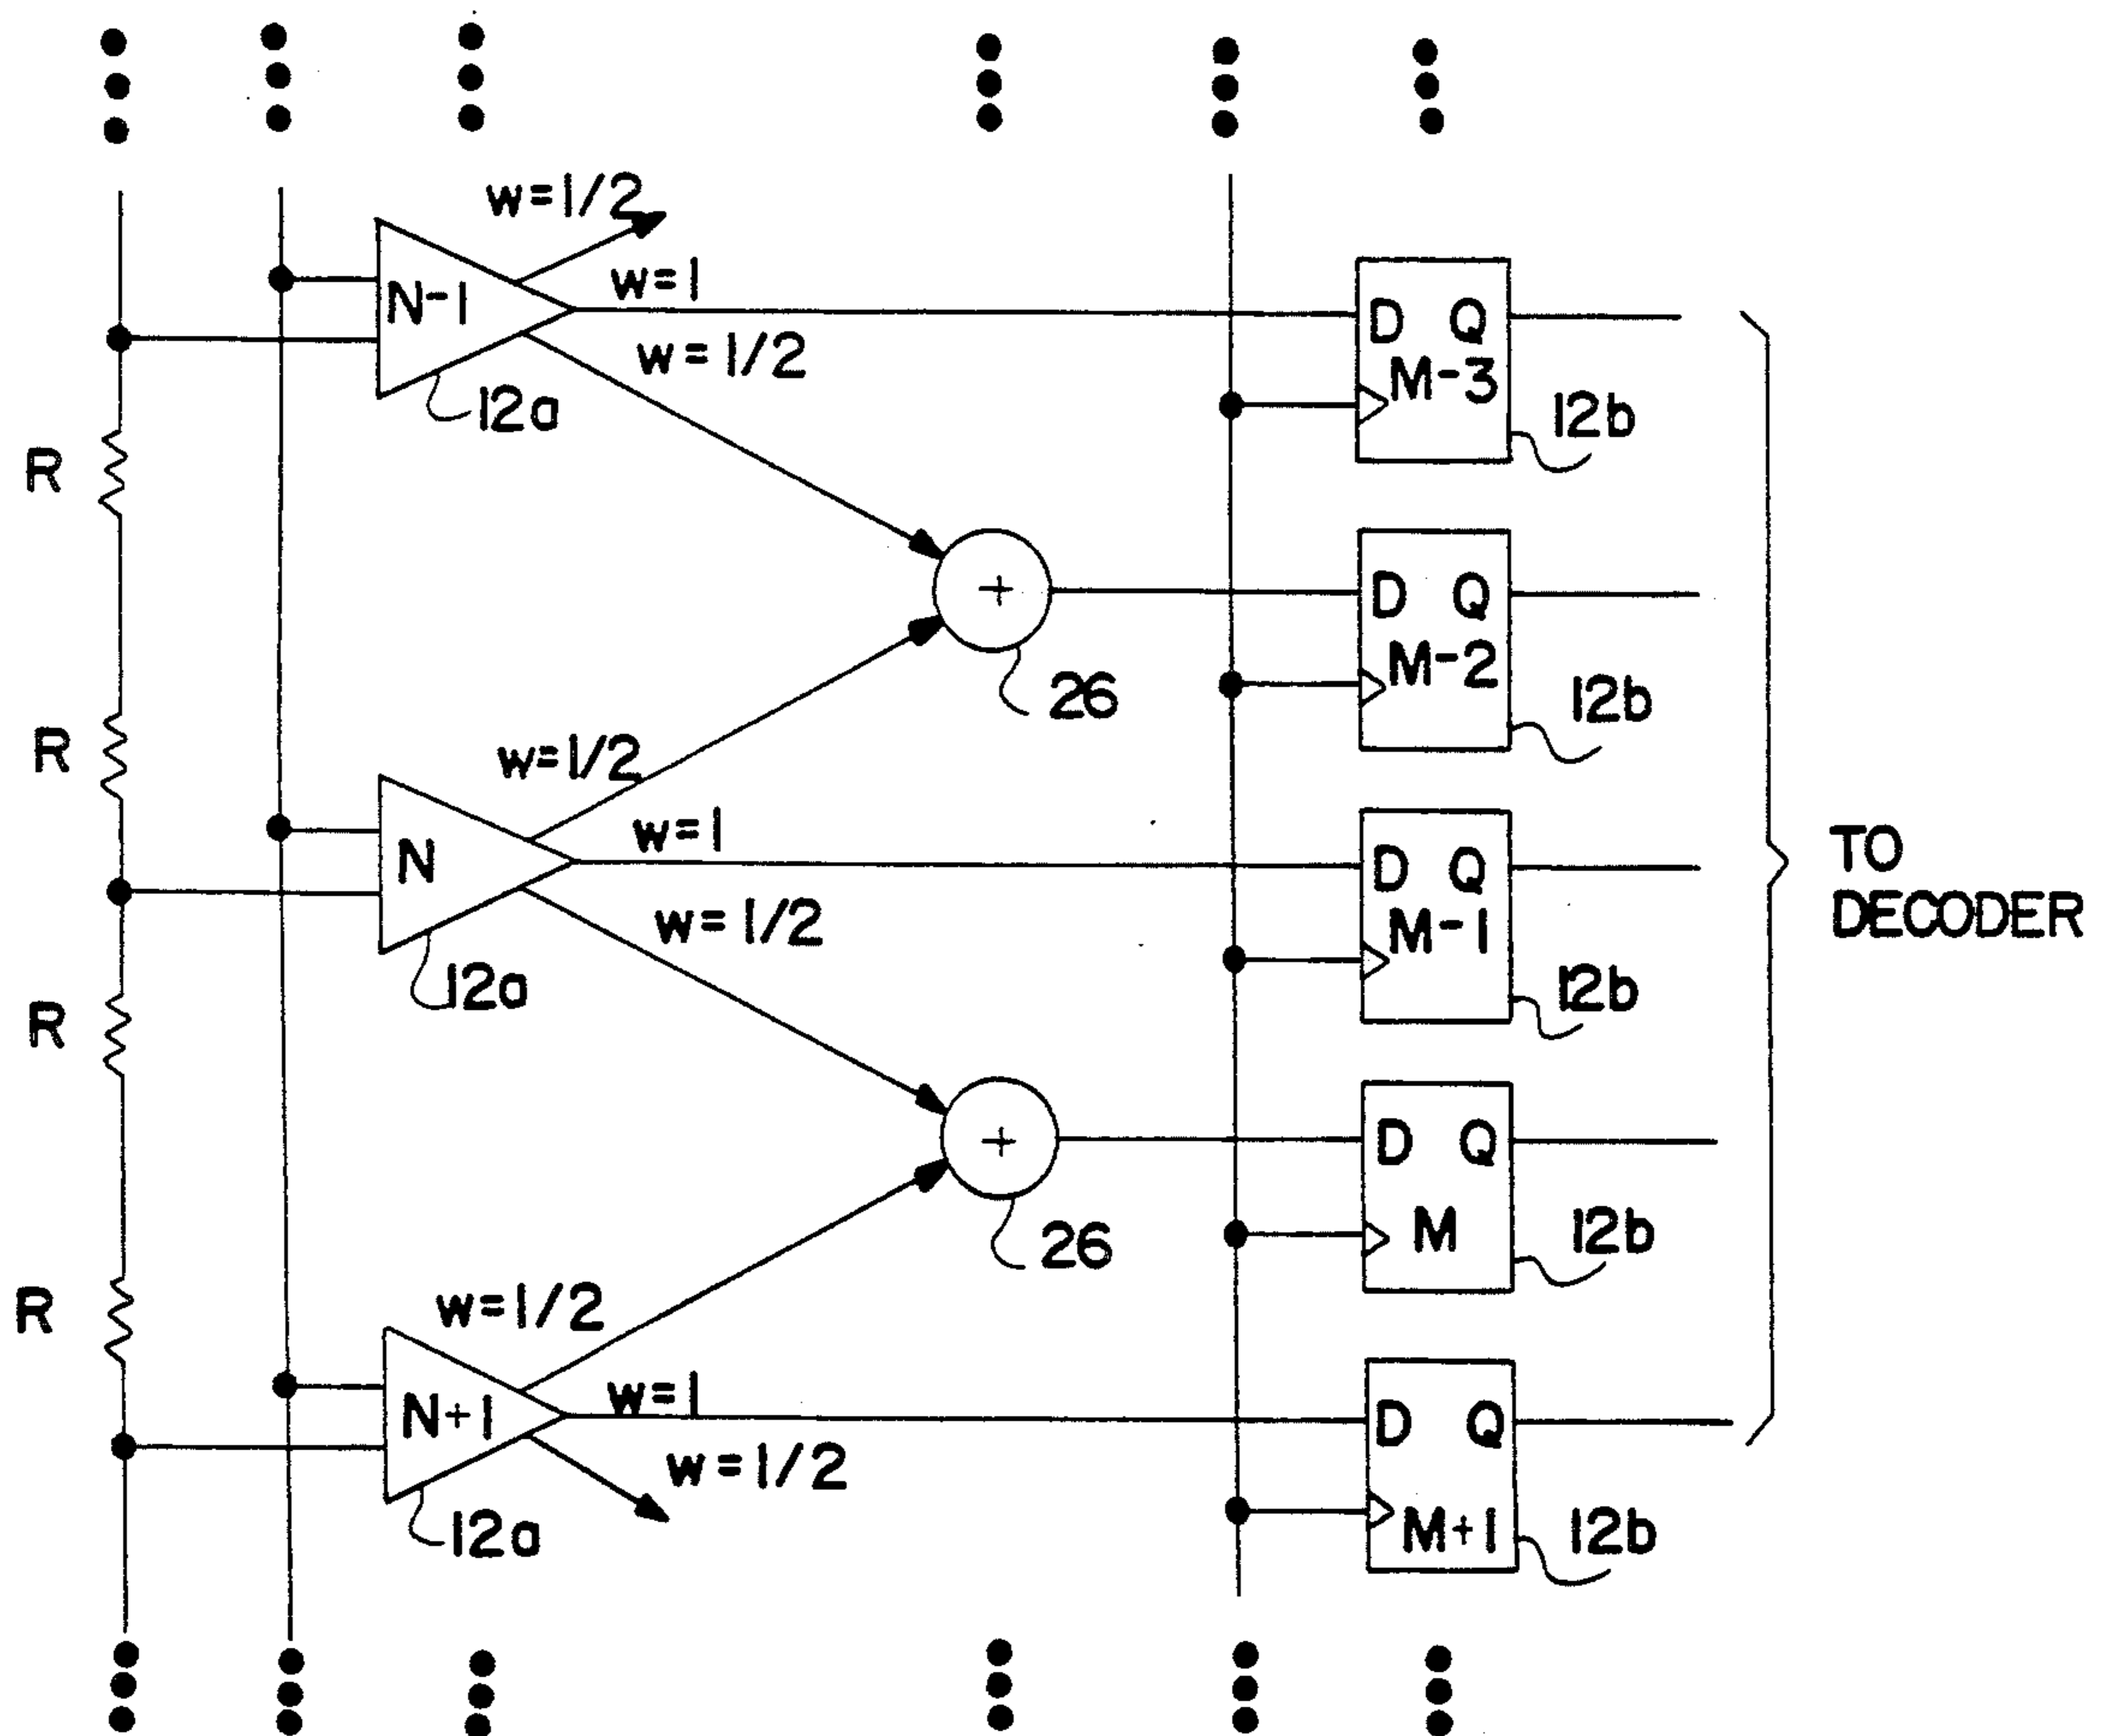 w=1/2
N-1
w=1
w=1/2
12a
D Q
M-3
12b
R
D Q
M-2
12b
26
R
w=1/2
N
w=1
w=1/2
12a
D Q
M-1
12b
TO
DECODER
R
D Q
M
12b
26
R
w=1/2
N+1
w=1
w=1/2
12a
D Q
M+1
12b